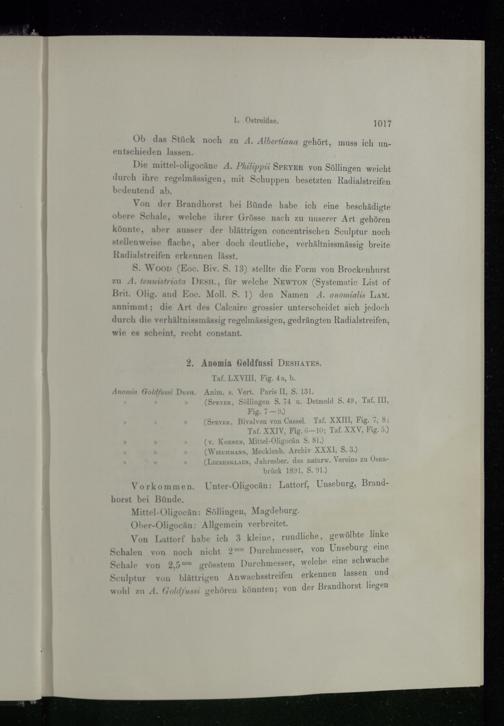 1. Ostreidae. 1017
Ob das Stück noch zu A. Albertiana gehört, muss ich un-
entschieden lassen.
Die mittel-oligocäne A. Philippii SPEYER von Söllingen weicht
durch ihre regelmässigen, mit Schuppen besetzten Radialstreifen
bedeutend ab.
Von der Brandhorst bei Bünde habe ich eine beschädigte
obere Schale, welche ihrer Grösse nach zu unserer Art gehören
könnte, aber ausser der blättrigen concentrischen Sculptur noch
stellenweise flache, aber doch deutliche, verhältnissmässig breite
Radialstreifen erkennen lässt.
S. WOOD (Eoc. Biv. S. 13) stellte die Form von Brockenhurst
zu A. tenuistriata DESH., für welche NEWTON (Systematic List of
Brit. Olig. and Eoc. Moll. S. 1) den Namen A. anomialis LAM.
annimmt; die Art des Calcaire grossier unterscheidet sich jedoch
durch die verhältnissmässig regelmässigen, gedrängten Radialstreifen,
wie es scheint, recht constant.
2. Anomia Goldfussi DESHAYES.
Taf. LXVIII, Fig. 4a, b.
Anomia Goldfussi DESH. Anim. s. Vert. Paris II, S. 131.
» » » (SPEYER, Söllingen S. 74 u. Detmold S. 49, Taf. III,
Fig. 7—9.)
» » » (SPEYER, Bivalven von Cassel. Taf. XXIII, Fig. 7, 8;
Taf. XXIV, Fig. 6—10; Taf. XXV, Fig. 5.)
» » » (v. KOENEN, Mittel-Oligocän S. 81.)
» » » (WIECHMANN, Mecklenb. Archiv XXXI, S. 3.)
» » » (LIENENKLAUS, Jahresber. des naturw. Vereins zu Osna-
brück 1891, S. 91.)
Vorkommen. Unter-Oligocän: Lattorf, Unseburg, Brand-
horst bei Bünde.
Mittel-Oligocän: Söllingen, Magdeburg.
Ober-Oligocän: Allgemein verbreitet.
Von Lattorf habe ich 3 kleine, rundliche, gewölbte linke
Schalen von noch nicht 2mm Durchmesser, von Unseburg eine
Schale von 2,5mm grösstem Durchmesser, welche eine schwache
Sculptur von blättrigen Anwachsstreifen erkennen lassen und
wohl zu A. Goldfussi gehören könnten; von der Brandhorst liegen